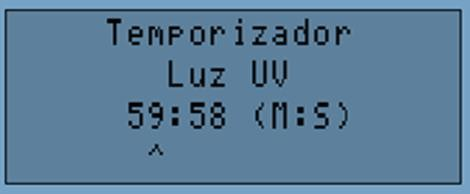 Temporizador
Luz UV
59:58 (M:S)
^